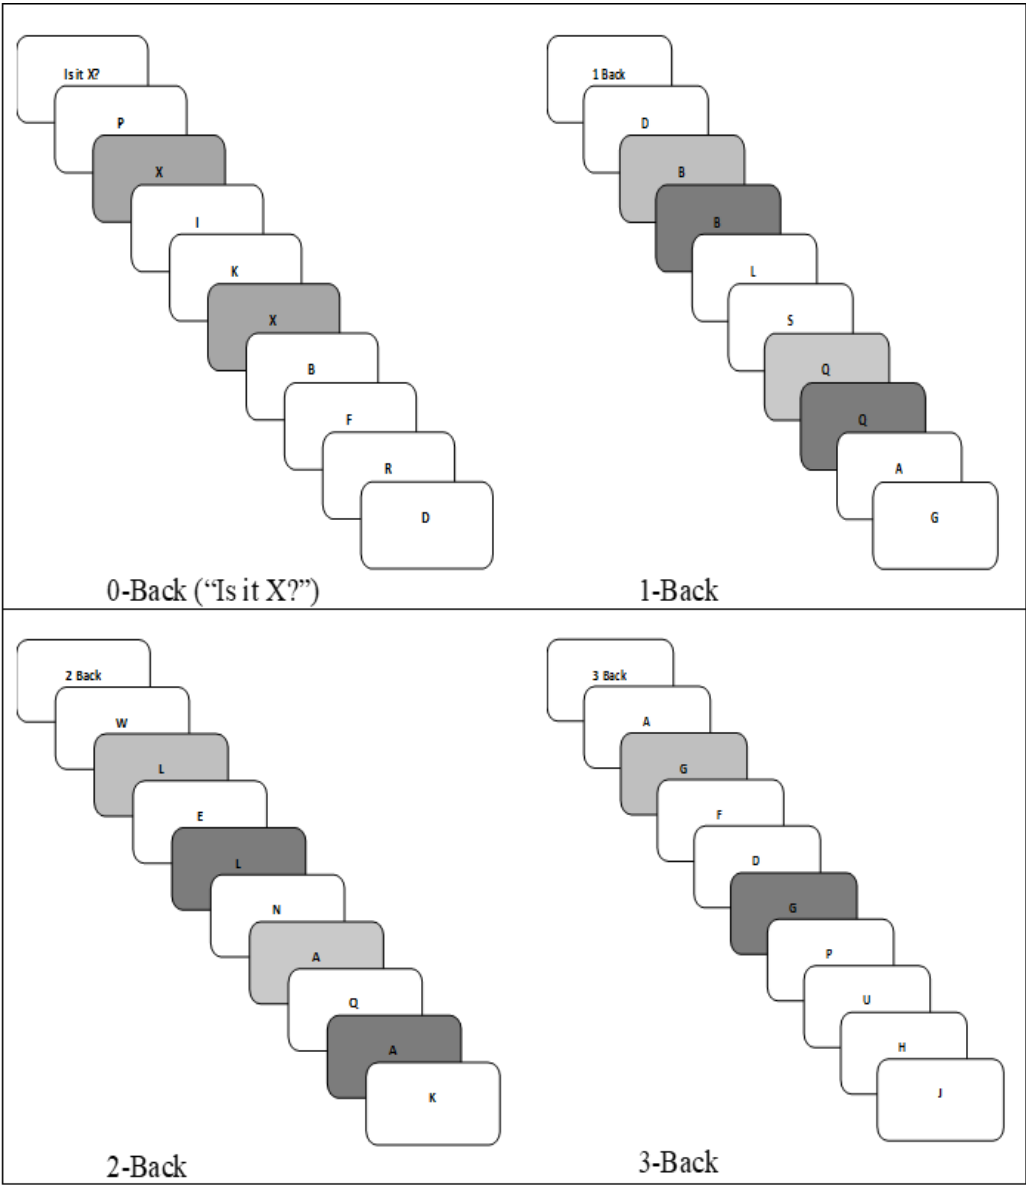 Is it X?
P
X
I
K
X
B
F
R
D
0-Back (“Is it X?”)
1 Back
D
B
B
L
S
Q
Q
A
G
1-Back
2 Back
W
L
E
L
N
A
Q
A
K
2-Back
3 Back
A
G
F
D
G
P
U
H
J
3-Back